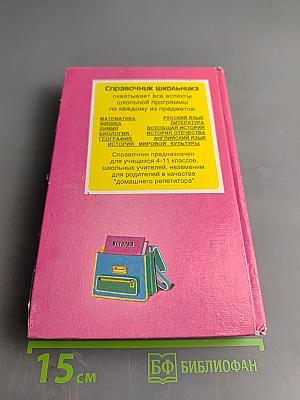 Справочник школьника
охватывает все аспекты
школьной программы
по каждому из предметов:
МАТЕМАТИКА РУССКИЙ ЯЗЫК
ФИЗИКА ЛИТЕРАТУРА
ХИМИЯ ВСЕОБЩАЯ ИСТОРИЯ
БИОЛОГИЯ ИСТОРИЯ ОТЕЧЕСТВА
ГЕОГРАФИЯ АНГЛИЙСКИЙ ЯЗЫК
ИСТОРИЯ МИРОВОЙ КУЛЬТУРЫ
Справочник предназначен
для учащихся 4-11 классов,
школьных учителей, незаменим
для родителей в качестве
"домашнего репетитора".
История
15 см
БФ БИБЛИОФАН